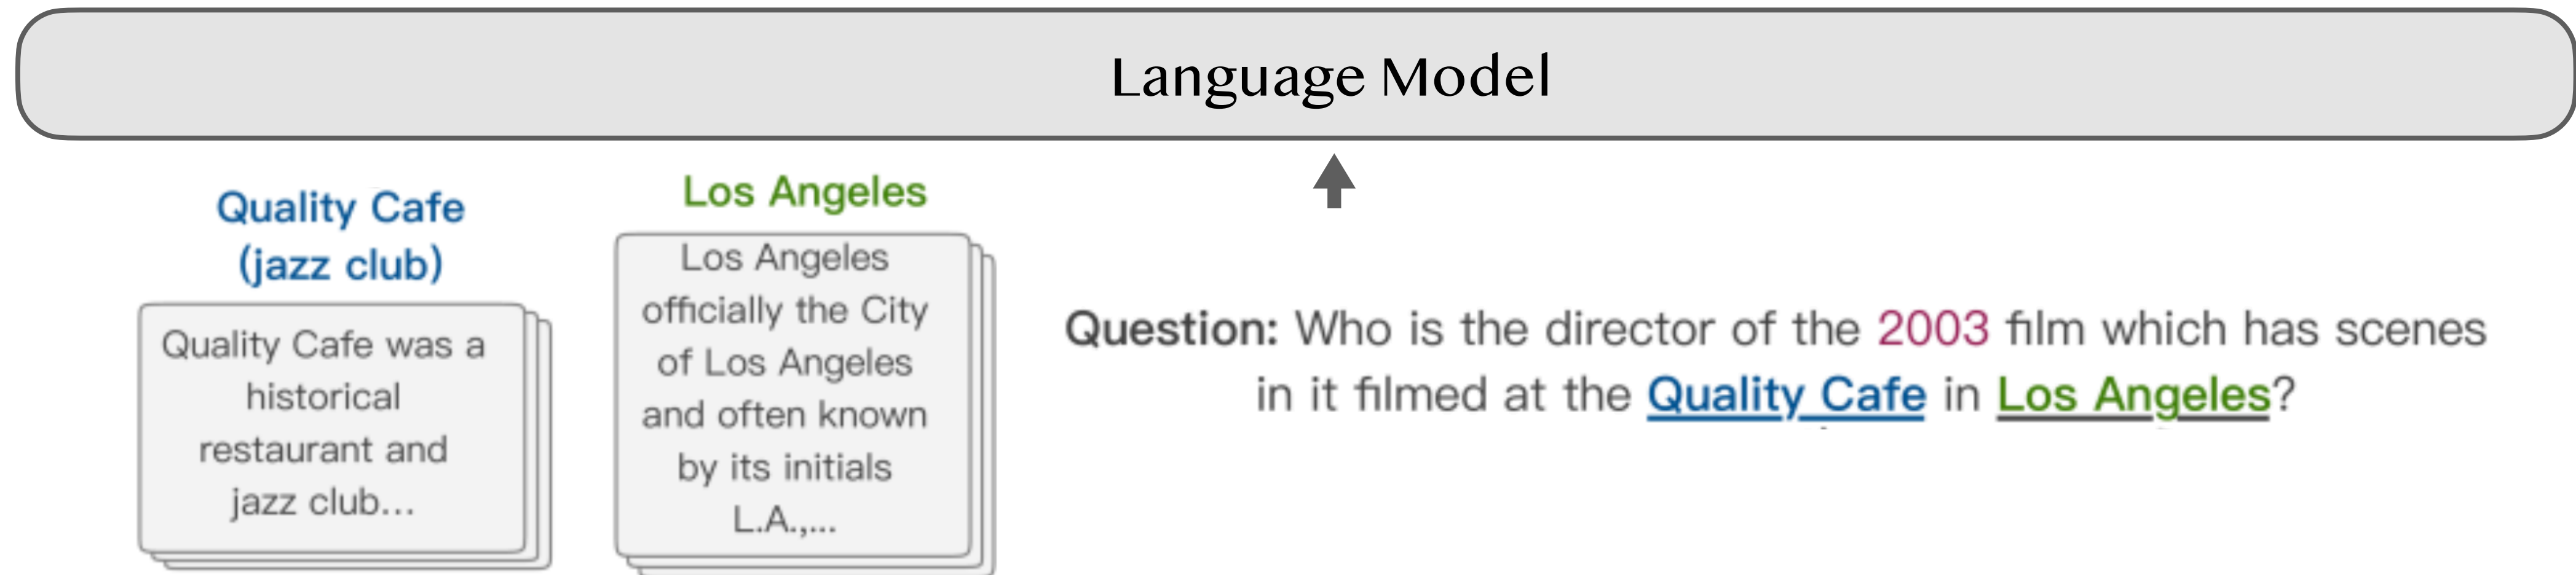 Language Model
Quality Cafe
(jazz club)
Quality Cafe was a
historical
restaurant and
jazz club...
Los Angeles
Los Angeles
officially the City
of Los Angeles
and often known
by its initials
L.A.,...
Question: Who is the director of the 2003 film which has scenes
in it filmed at the Quality Cafe in Los Angeles?